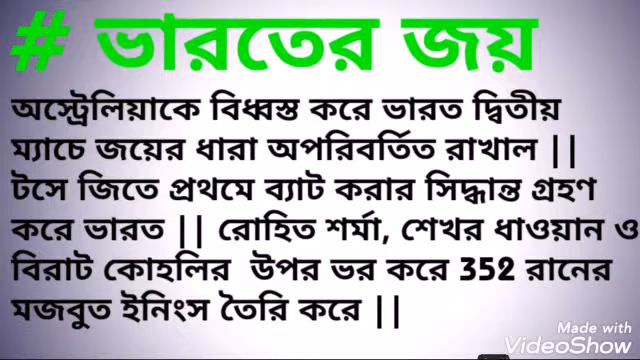 # ভারতের জয়
অস্ট্রেলিয়াকে বিধ্বস্ত করে ভারত দ্বিতীয়
ম্যাচে জয়ের ধারা অপরিবর্তিত রাখাল ||
টসে জিতে প্রথমে ব্যাট করার সিদ্ধান্ত গ্রহণ
করে ভারত || রোহিত শর্মা, শেখর ধাওয়ান ও
বিরাট কোহলির উপর ভর করে 352 রানের
মজবুত ইনিংস তৈরি করে ||
Made with
VideoShow